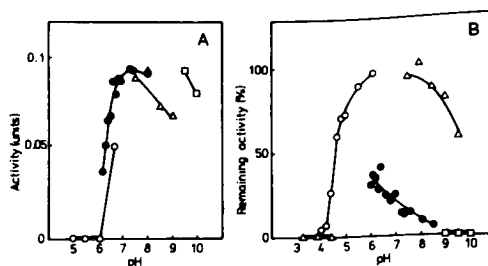 A
Activity (units)
0.1
0.05
0
4 5 6 7 8 9 10
pH
B
Remaining activity (%)
100
50
0
3 4 5 6 7 8 9 10
pH